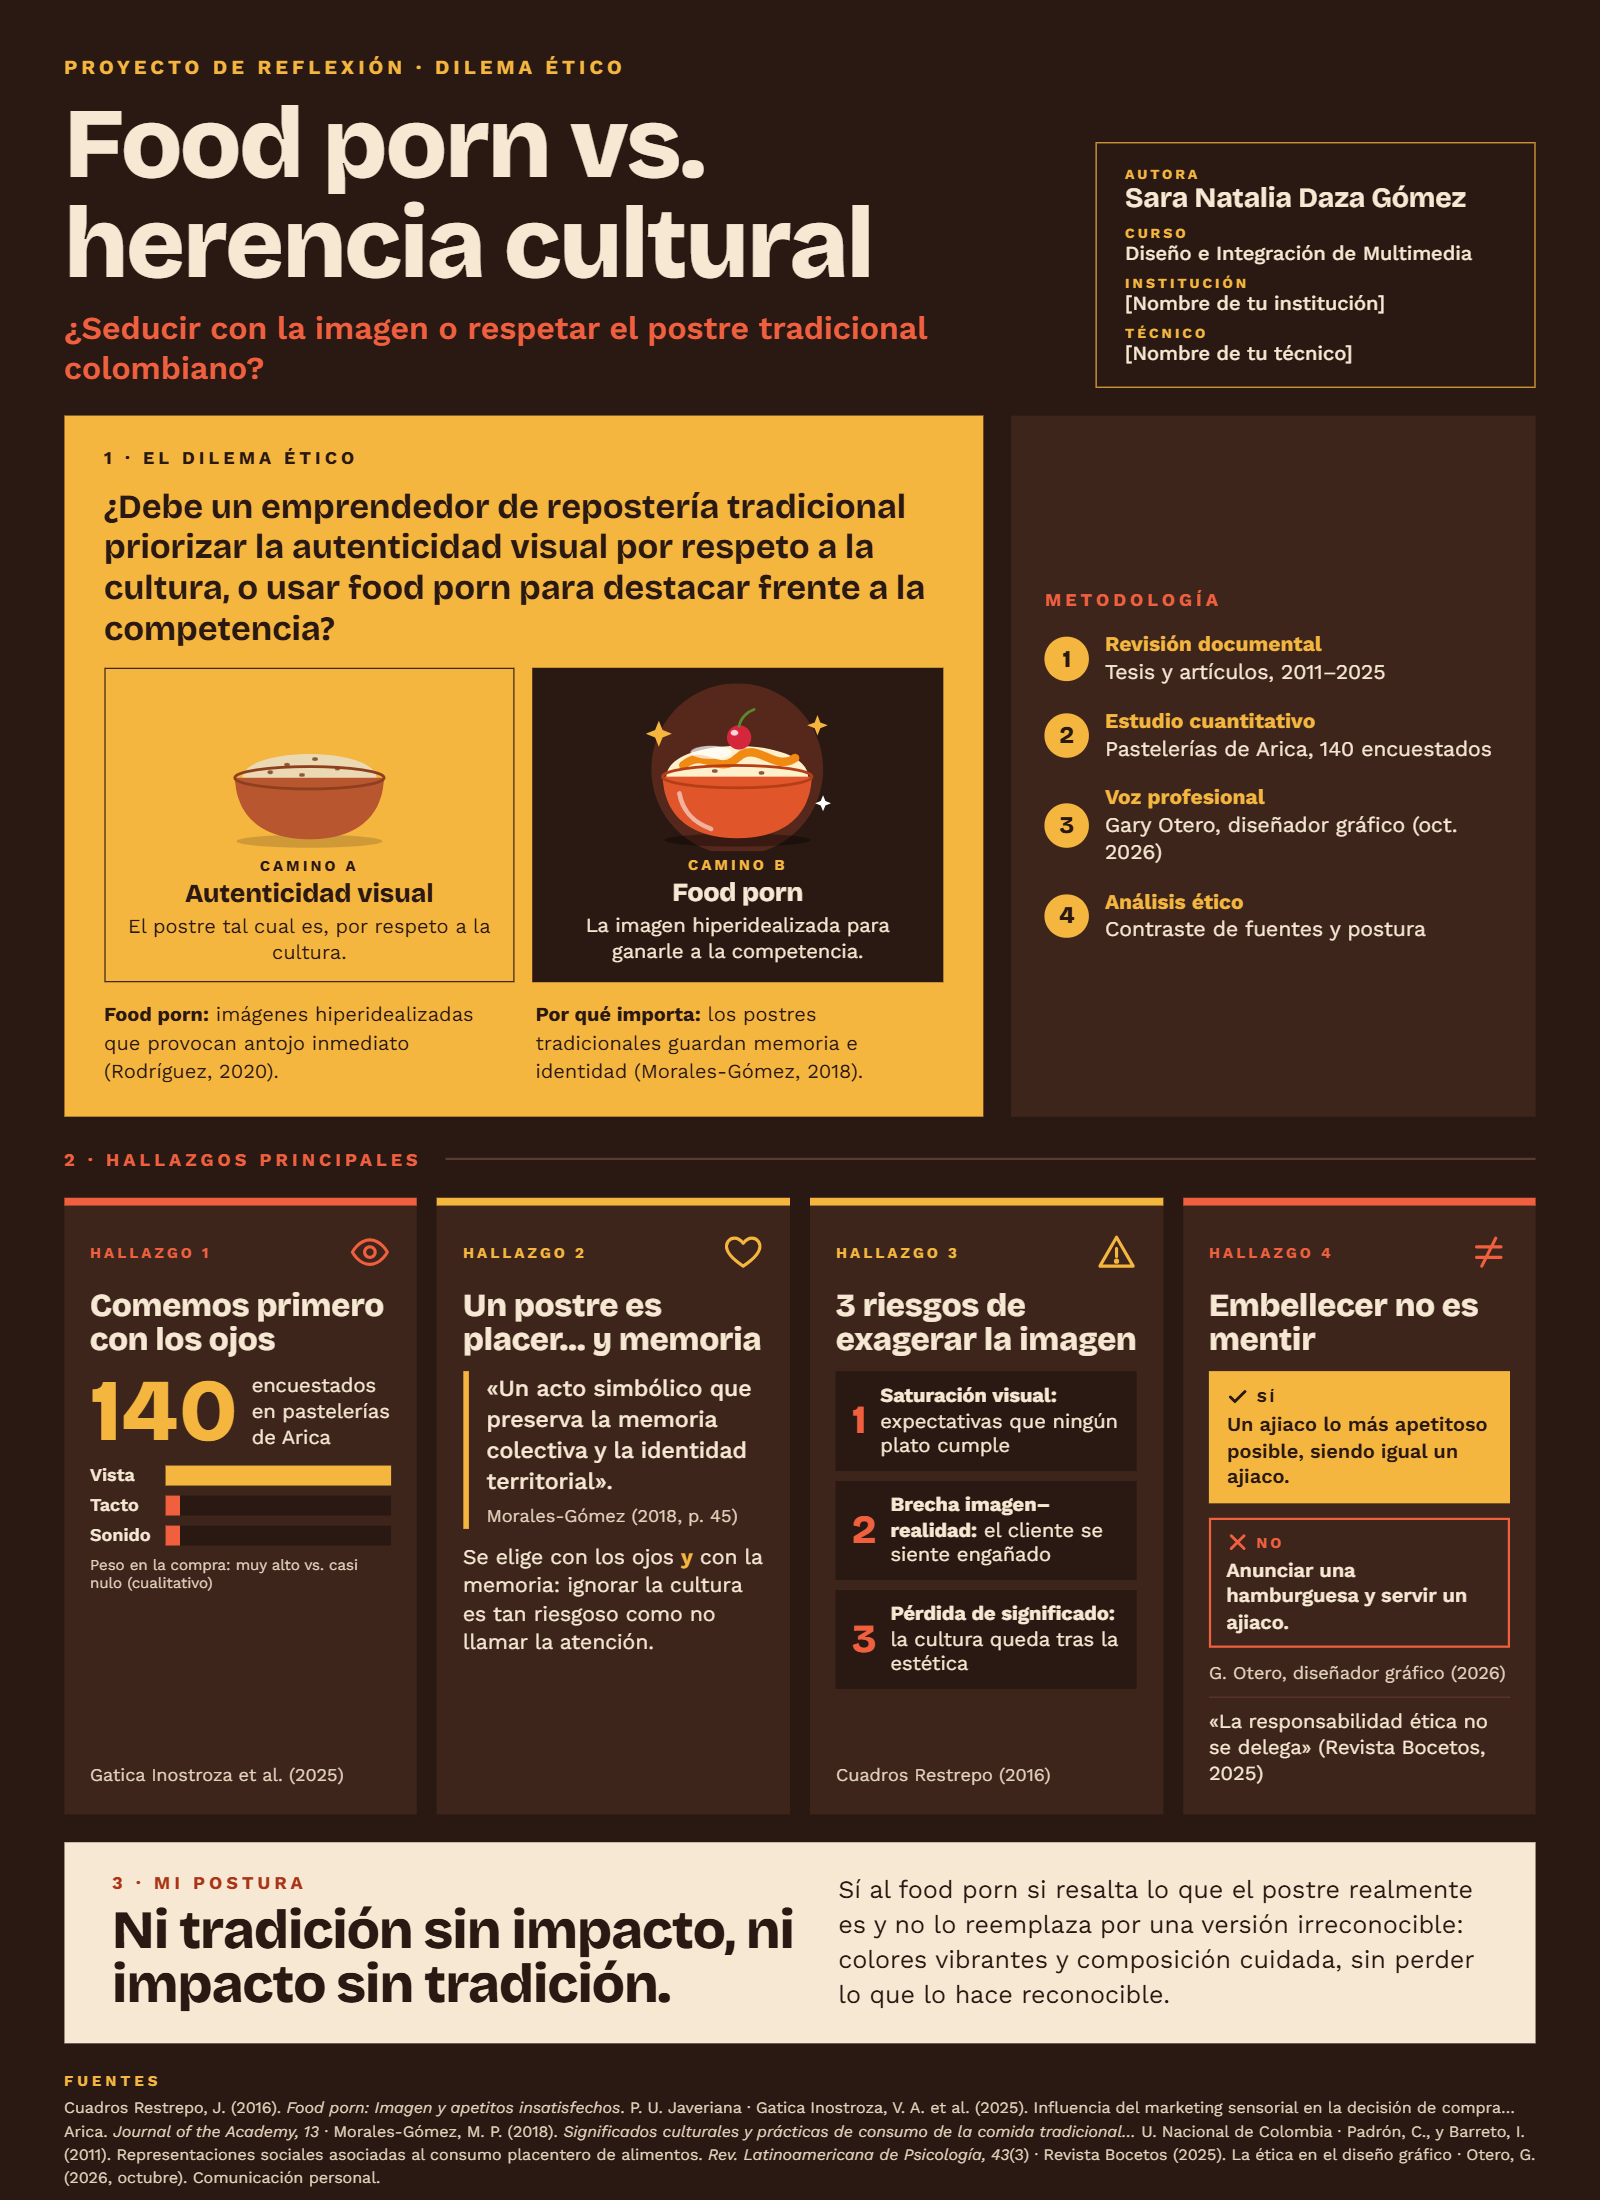 PROYECTO DE REFLEXIÓN · DILEMA ÉTICO
Food porn vs.
herencia cultural
¿Seducir con la imagen o respetar el postre tradicional
colombiano?
AUTORA
Sara Natalia Daza Gómez
CURSO
Diseño e Integración de Multimedia
INSTITUCIÓN
[Nombre de tu institución]
TÉCNICO
[Nombre de tu técnico]
1 · EL DILEMA ÉTICO
¿Debe un emprendedor de repostería tradicional
priorizar la autenticidad visual por respeto a la
cultura, o usar food porn para destacar frente a la
competencia?
CAMINO A
Autenticidad visual
El postre tal cual es, por respeto a la
cultura.
CAMINO B
Food porn
La imagen hiperidealizada para
ganarle a la competencia.
Food porn: imágenes hiperidealizadas
que provocan antojo inmediato
(Rodríguez, 2020).
Por qué importa: los postres
tradicionales guardan memoria e
identidad (Morales-Gómez, 2018).
METODOLOGÍA
1
Revisión documental
Tesis y artículos, 2011–2025
2
Estudio cuantitativo
Pastelerías de Arica, 140 encuestados
3
Voz profesional
Gary Otero, diseñador gráfico (oct.
2026)
4
Análisis ético
Contraste de fuentes y postura
2 · HALLAZGOS PRINCIPALES
HALLAZGO 1
Comemos primero
con los ojos
140
encuestados
en pastelerías
de Arica
Vista
Tacto
Sonido
Peso en la compra: muy alto vs. casi
nulo (cualitativo)
Gatica Inostroza et al. (2025)
HALLAZGO 2
Un postre es
placer... y memoria
«Un acto simbólico que
preserva la memoria
colectiva y la identidad
territorial».
Morales-Gómez (2018, p. 45)
Se elige con los ojos y con la
memoria: ignorar la cultura
es tan riesgoso como no
llamar la atención.
HALLAZGO 3
3 riesgos de
exagerar la imagen
1
Saturación visual:
expectativas que ningún
plato cumple
2
Brecha imagen–
realidad: el cliente se
siente engañado
3
Pérdida de significado:
la cultura queda tras la
estética
Cuadros Restrepo (2016)
HALLAZGO 4
Embellecer no es
mentir
SÍ
Un ajiaco lo más apetitoso
posible, siendo igual un
ajiaco.
NO
Anunciar una
hamburguesa y servir un
ajiaco.
G. Otero, diseñador gráfico (2026)
«La responsabilidad ética no
se delega» (Revista Bocetos,
2025)
3 · MI POSTURA
Ni tradición sin impacto, ni
impacto sin tradición.
Sí al food porn si resalta lo que el postre realmente
es y no lo reemplaza por una versión irreconocible:
colores vibrantes y composición cuidada, sin perder
lo que lo hace reconocible.
FUENTES
Cuadros Restrepo, J. (2016). Food porn: Imagen y apetitos insatisfechos. P. U. Javeriana · Gatica Inostroza, V. A. et al. (2025). Influencia del marketing sensorial en la decisión de compra...
Arica. Journal of the Academy, 13 · Morales-Gómez, M. P. (2018). Significados culturales y prácticas de consumo de la comida tradicional... U. Nacional de Colombia · Padrón, C., y Barreto, I.
(2011). Representaciones sociales asociadas al consumo placentero de alimentos. Rev. Latinoamericana de Psicología, 43(3) · Revista Bocetos (2025). La ética en el diseño gráfico · Otero, G.
(2026, octubre). Comunicación personal.